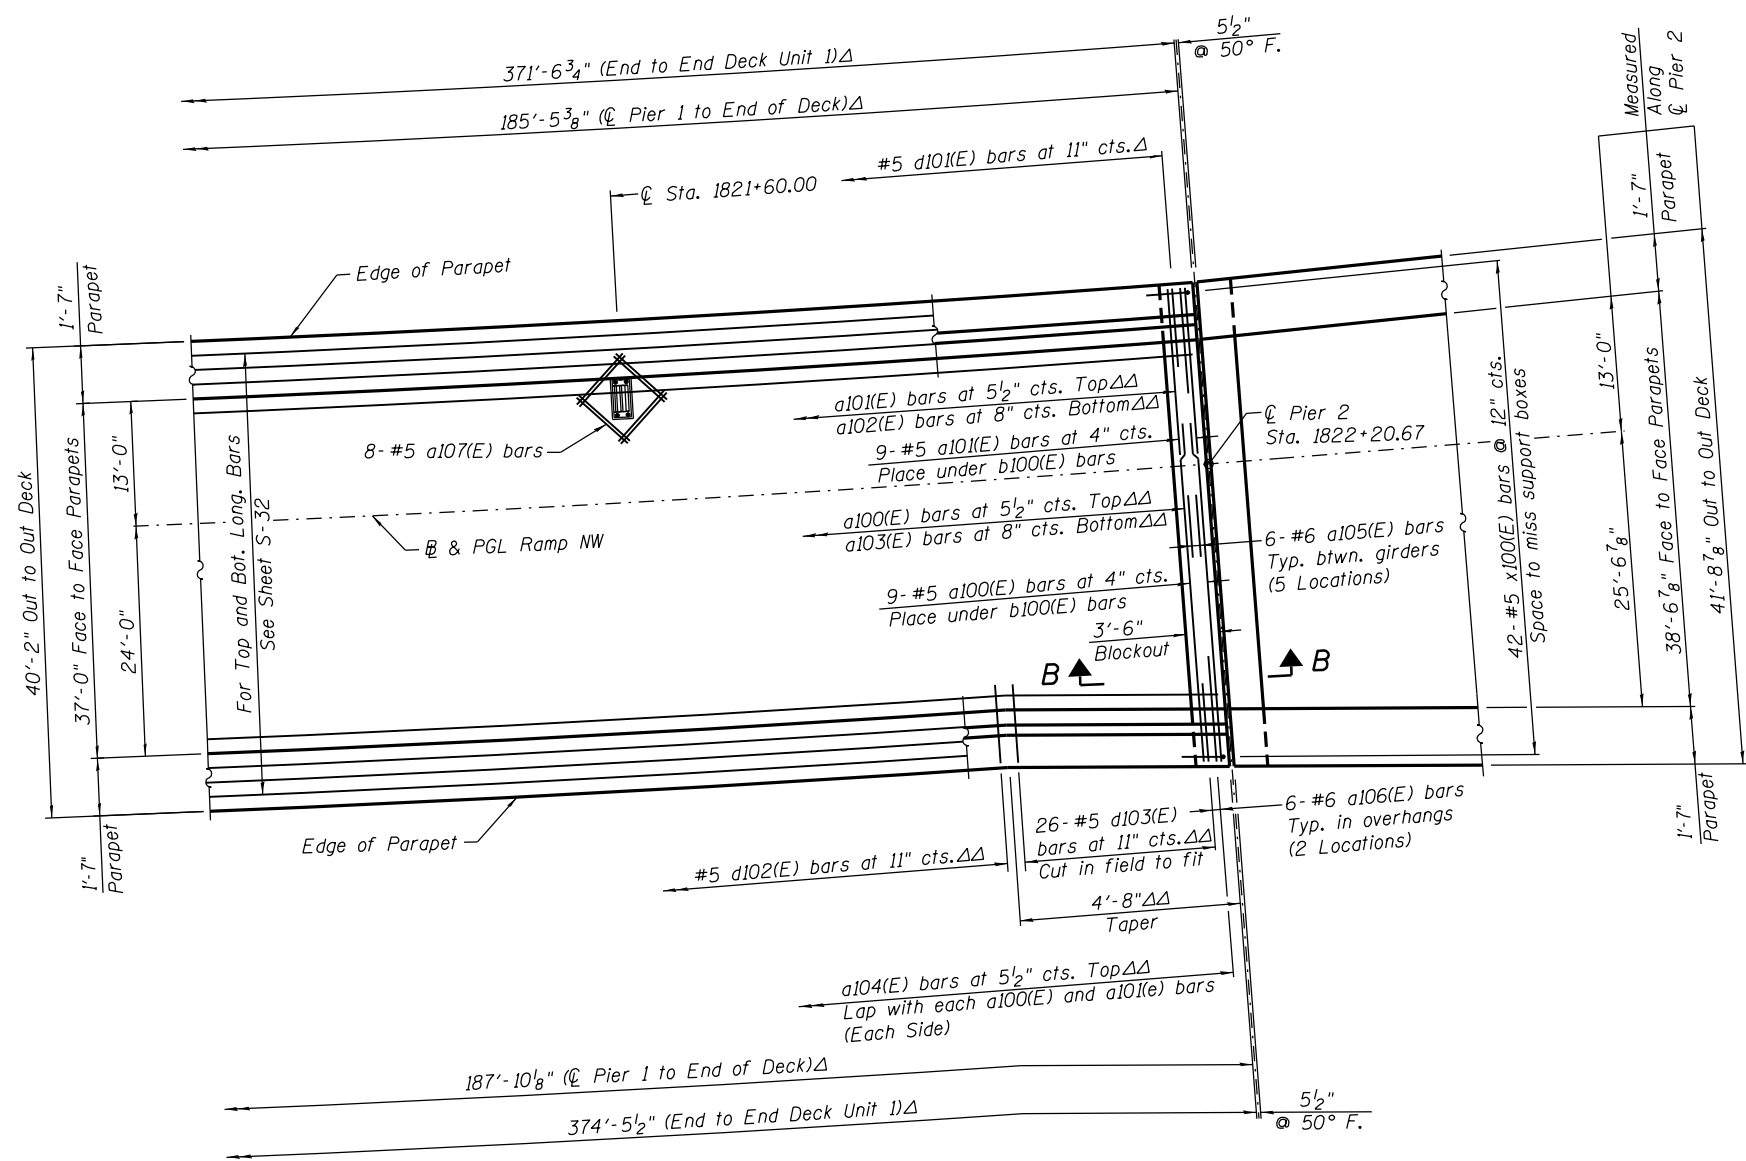 5½"
@ 50° F.
371'-6¾" (End to End Deck Unit 1)Δ
185'-5⅜" (℄ Pier 1 to End of Deck)Δ
Measured
Along
℄ Pier 2
#5 d101(E) bars at 11" cts.Δ
℄ Sta. 1821+60.00
1'-7"
Parapet
Edge of Parapet
1'-7"
Parapet
40'-2" Out to Out Deck
37'-0" Face to Face Parapets
13'-0"
24'-0"
For Top and Bot. Long. Bars
See Sheet S-32
8-#5 a107(E) bars
a101(E) bars at 5½" cts. TopΔΔ
a102(E) bars at 8" cts. BottomΔΔ
9-#5 a101(E) bars at 4" cts.
Place under b100(E) bars
℄ Pier 2
Sta. 1822+20.67
a100(E) bars at 5½" cts. TopΔΔ
a103(E) bars at 8" cts. BottomΔΔ
BL & PGL Ramp NW
6-#6 a105(E) bars
Typ. btwn. girders
(5 Locations)
9-#5 a100(E) bars at 4" cts.
Place under b100(E) bars
3'-6"
Blockout
B
B
42-#5 x100(E) bars @ 12" cts.
Space to miss support boxes
13'-0"
25'-6⅞"
38'-6⅞" Face to Face Parapets
41'-8⅞" Out to Out Deck
1'-7"
Parapet
1'-7"
Parapet
Edge of Parapet
26-#5 d103(E)
bars at 11" cts.ΔΔ
Cut in field to fit
6-#6 a106(E) bars
Typ. in overhangs
(2 Locations)
#5 d102(E) bars at 11" cts.ΔΔ
4'-8"ΔΔ
Taper
a104(E) bars at 5½" cts. TopΔΔ
Lap with each a100(E) and a101(e) bars
(Each Side)
187'-10⅛" (℄ Pier 1 to End of Deck)Δ
374'-5½" (End to End Deck Unit 1)Δ
5½"
@ 50° F.